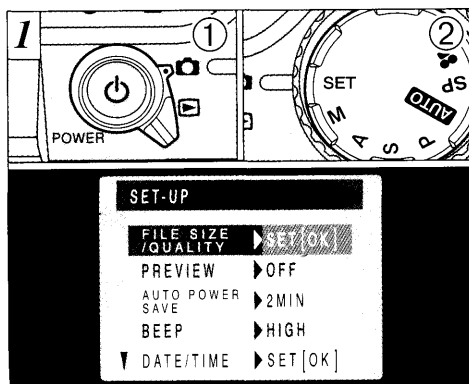 1
①
②
POWER
SET
M
A
S
P
AUTO
SP
SET-UP
FILE SIZE
/QUALITY
SET[OK]
PREVIEW
OFF
AUTO POWER
SAVE
2MIN
BEEP
HIGH
DATE/TIME
SET[OK]